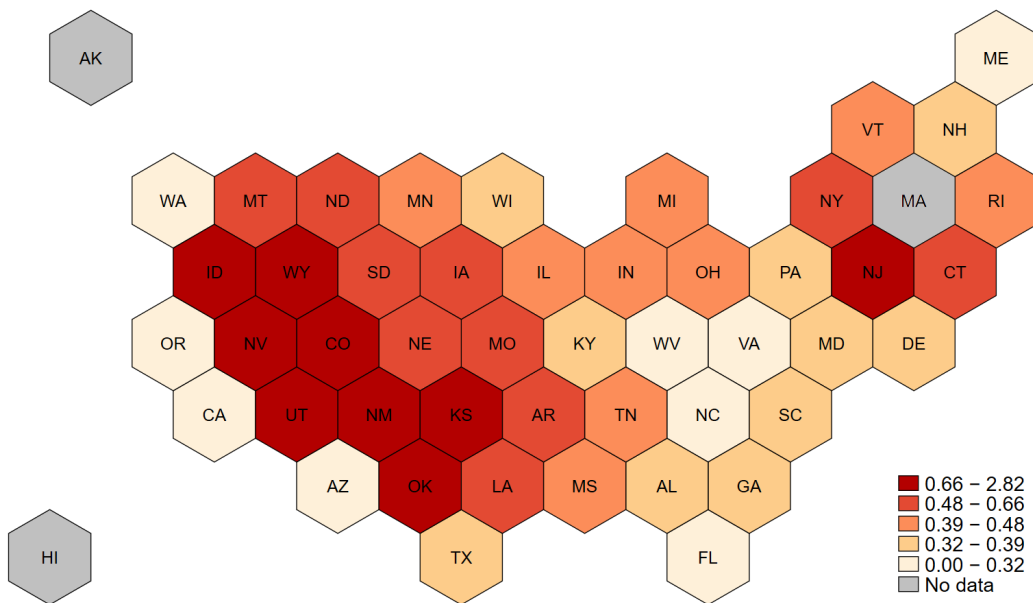 AK
ME
VT NH
WA MT ND MN WI MI NY MA RI
ID WY SD IA IL IN OH PA NJ CT
OR NV CO NE MO KY WV VA MD DE
CA UT NM KS AR TN NC SC
AZ OK LA MS AL GA
HI TX FL
0.66 – 2.82
0.48 – 0.66
0.39 – 0.48
0.32 – 0.39
0.00 – 0.32
No data